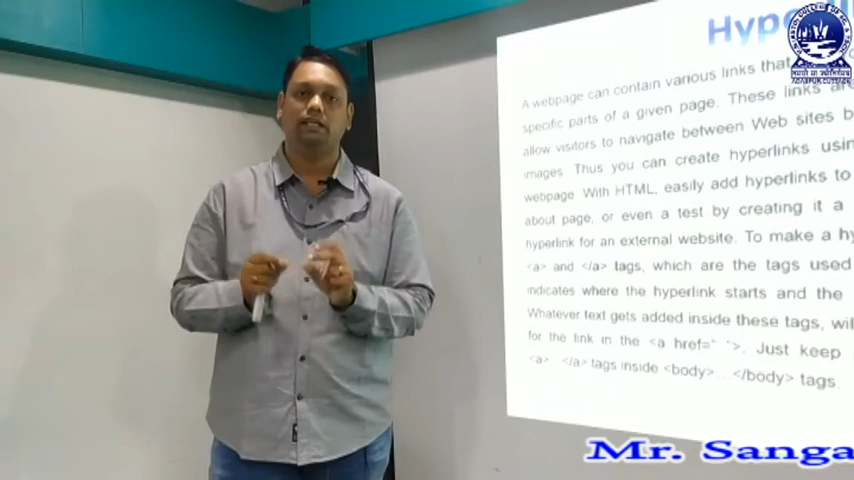 Hype
A webpage can contain various links that
specific parts of a given page. These links are
allow visitors to navigate between Web sites b
images. Thus you can create hyperlinks usin
webpage With HTML, easily add hyperlinks to
about page, or even a test by creating it a
hyperlink for an external website. To make a hy
<a> and </a> tags, which are the tags used
indicates where the hyperlink starts and the
Whatever text gets added inside these tags, wil
for the link in the <a href=" ">. Just keep
<a> . </a> tags inside <body> .. </body> tags.
Mr. Sanga